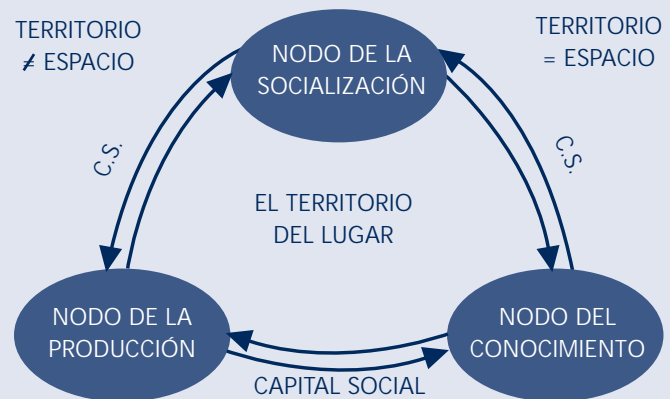 TERRITORIO
≠ ESPACIO
NODO DE LA
SOCIALIZACIÓN
TERRITORIO
= ESPACIO
C.S.
C.S.
EL TERRITORIO
DEL LUGAR
NODO DE LA
PRODUCCIÓN
NODO DEL
CONOCIMIENTO
CAPITAL SOCIAL